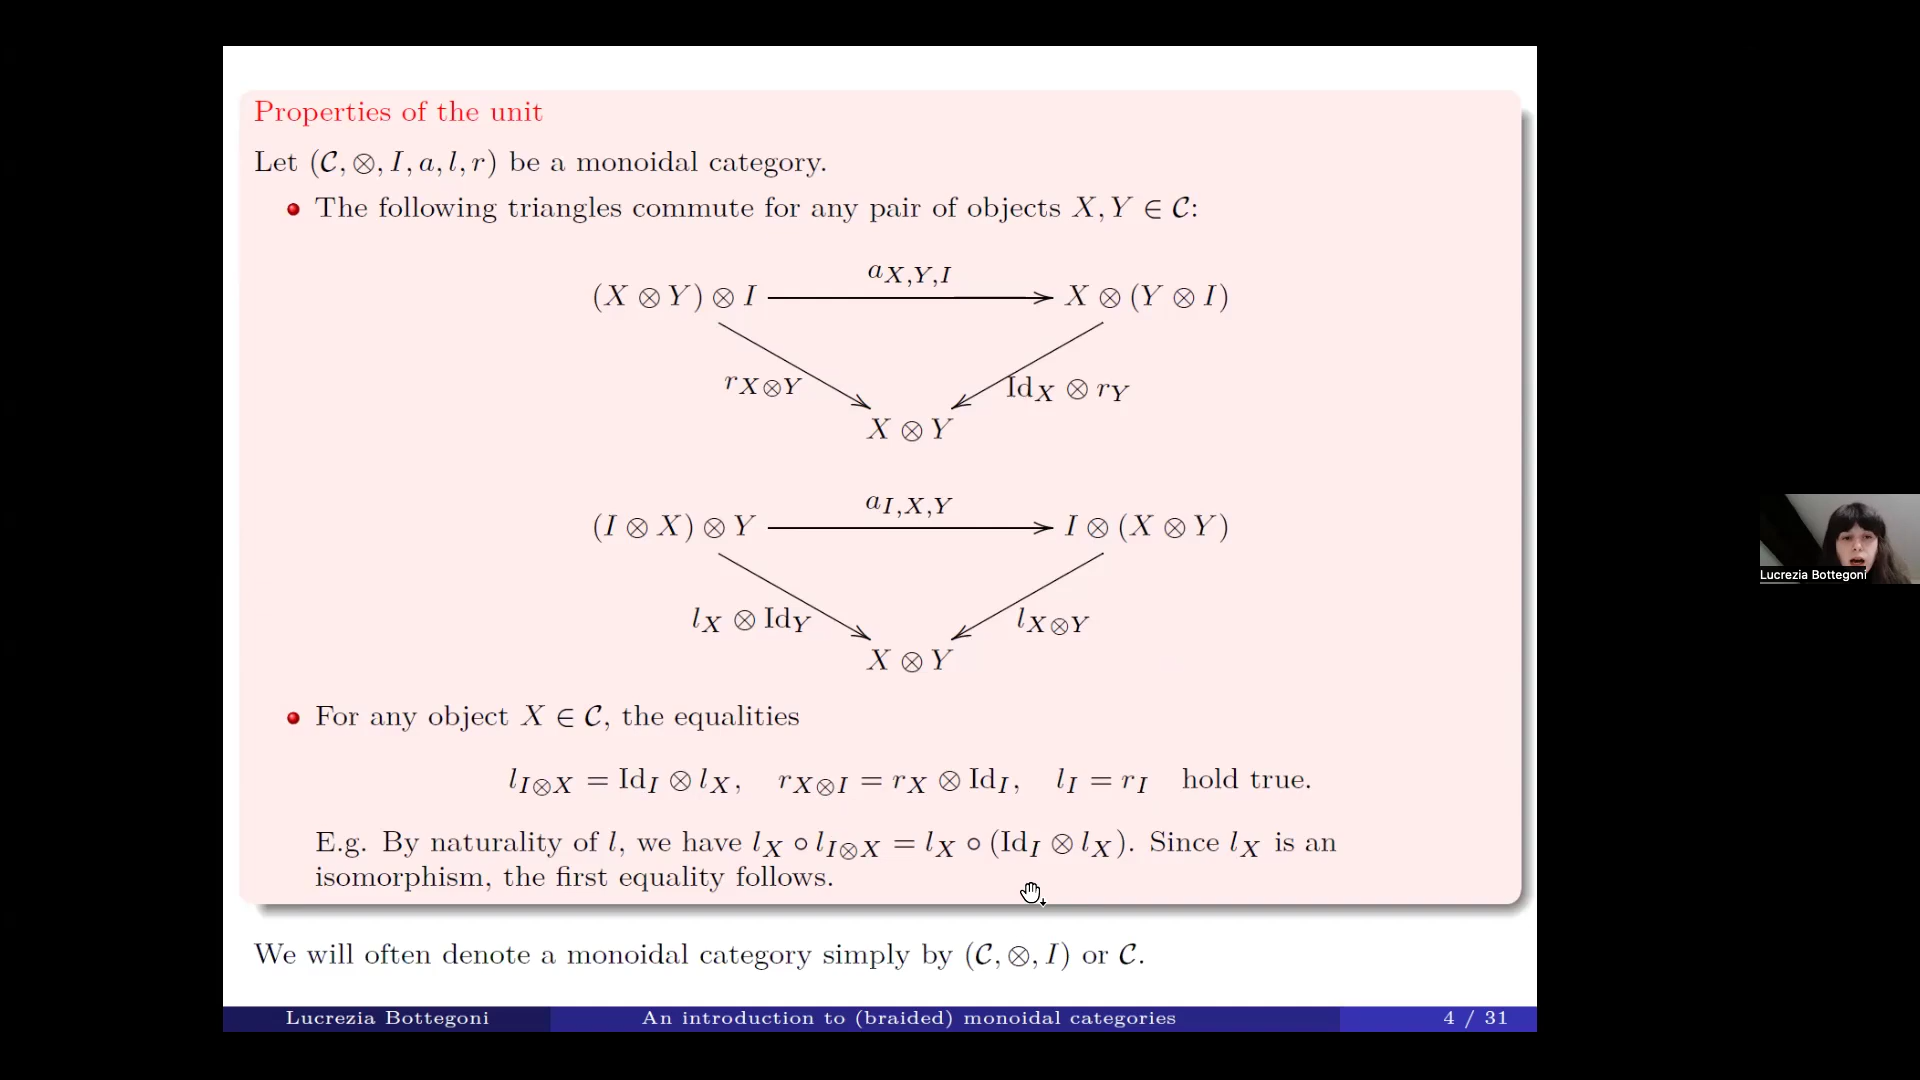 Properties of the unit
Let (𝒞, ⊗, I, a, l, r) be a monoidal category.
The following triangles commute for any pair of objects X, Y ∈ 𝒞:
a_{X,Y,I}
(X ⊗ Y) ⊗ I → X ⊗ (Y ⊗ I)
r_{X⊗Y} Id_X ⊗ r_Y
X ⊗ Y
a_{I,X,Y}
(I ⊗ X) ⊗ Y → I ⊗ (X ⊗ Y)
l_X ⊗ Id_Y l_{X⊗Y}
X ⊗ Y
For any object X ∈ 𝒞, the equalities
l_{I⊗X} = Id_I ⊗ l_X, r_{X⊗I} = r_X ⊗ Id_I, l_I = r_I hold true.
E.g. By naturality of l, we have l_X ∘ l_{I⊗X} = l_X ∘ (Id_I ⊗ l_X). Since l_X is an
isomorphism, the first equality follows.
We will often denote a monoidal category simply by (𝒞, ⊗, I) or 𝒞.
Lucrezia Bottegoni An introduction to (braided) monoidal categories 4 / 31
Lucrezia Bottegoni